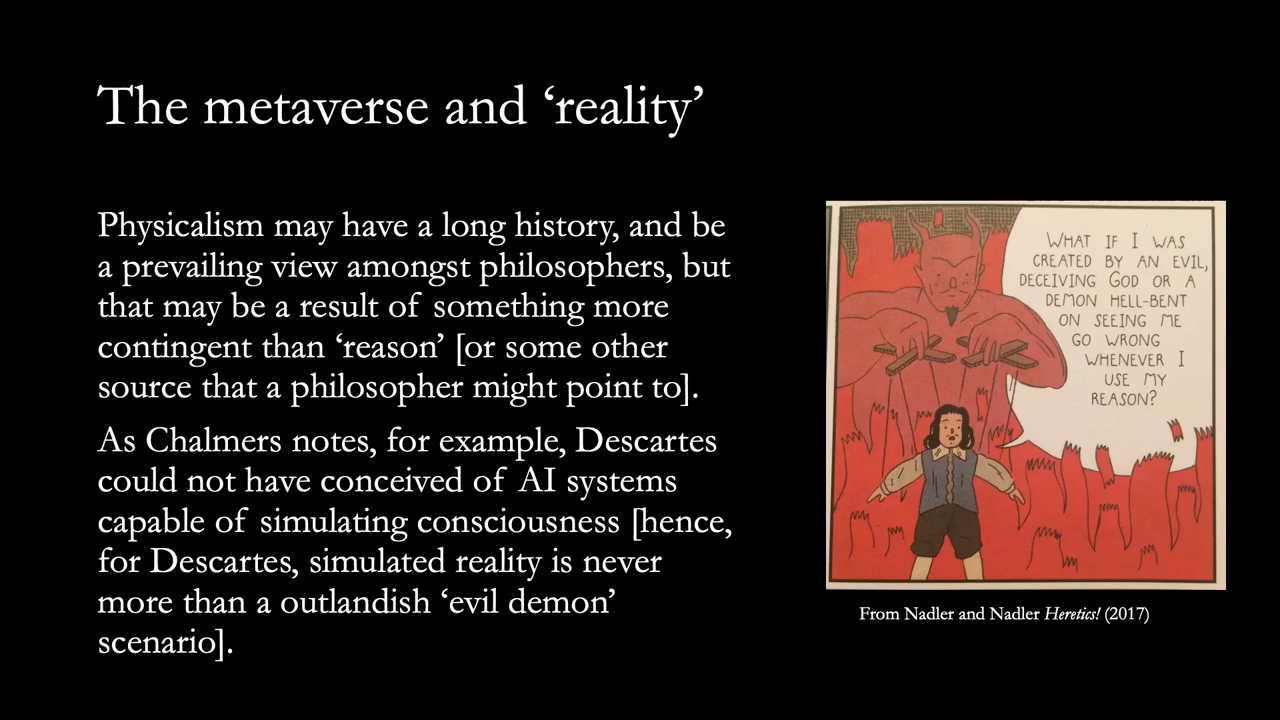 The metaverse and ‘reality’
Physicalism may have a long history, and be
a prevailing view amongst philosophers, but
that may be a result of something more
contingent than ‘reason’ [or some other
source that a philosopher might point to].
As Chalmers notes, for example, Descartes
could not have conceived of AI systems
capable of simulating consciousness [hence,
for Descartes, simulated reality is never
more than a outlandish ‘evil demon’
scenario].
WHAT IF I WAS
CREATED BY AN EVIL,
DECEIVING GOD OR A
DEMON HELL-BENT
ON SEEING ME
GO WRONG
WHENEVER I
USE MY
REASON?
From Nadler and Nadler Heretics! (2017)